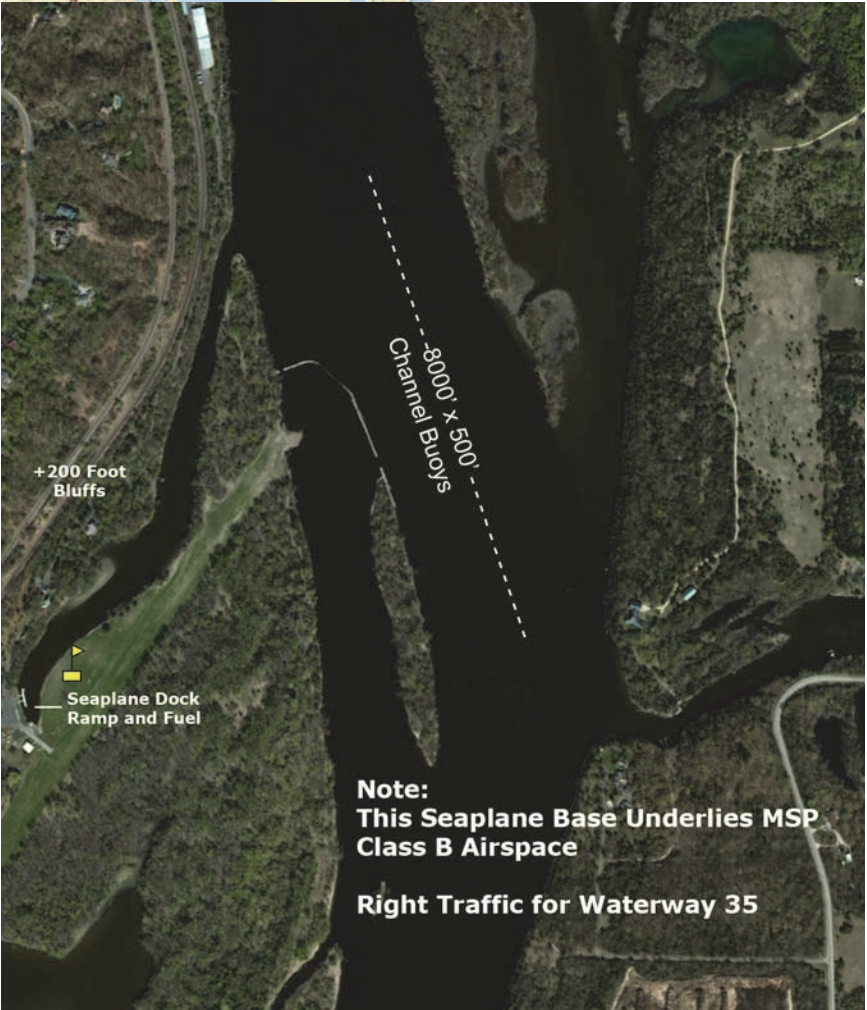 8000' x 500'
Channel Buoys
+200 Foot
Bluffs
Seaplane Dock
Ramp and Fuel
Note:
This Seaplane Base Underlies MSP
Class B Airspace
Right Traffic for Waterway 35